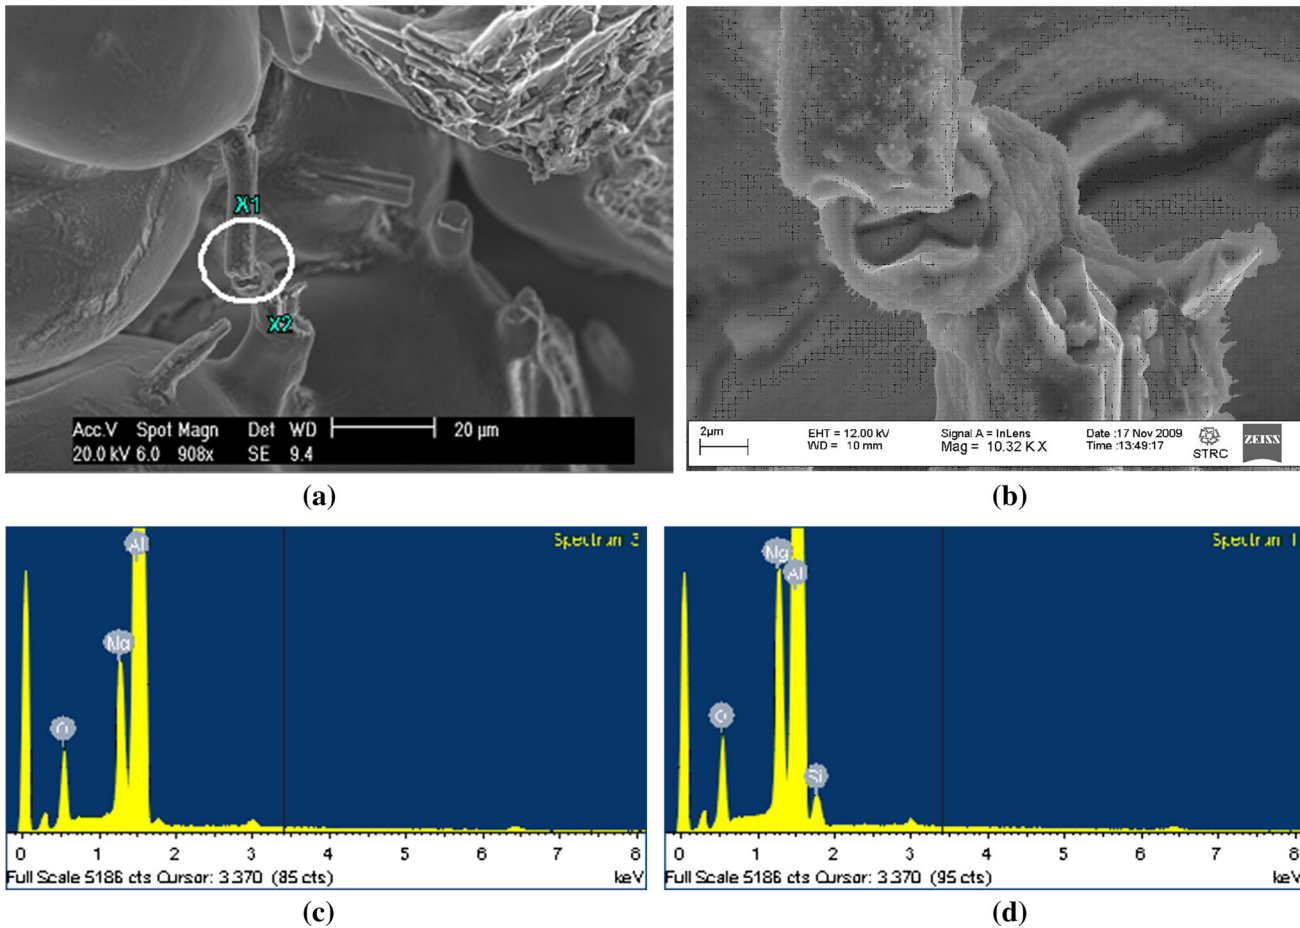 X1
X2
Acc.V Spot Magn Det WD 20 µm
20.0 kV 6.0 908x SE 9.4
(a)
2µm EHT = 12.00 kV Signal A = InLens Date :17 Nov 2009
WD = 10 mm Mag = 10.32 K X Time :13:49:17
STRC ZEISS
(b)
Spectrum 3
Al
Mg
O
0 1 2 3 4 5 6 7 8
Full Scale 5186 cts Cursor: 3.370 (85 cts) keV
(c)
Spectrum 1
Mg
Al
O
Si
0 1 2 3 4 5 6 7 8
Full Scale 5186 cts Cursor: 3.370 (95 cts) keV
(d)